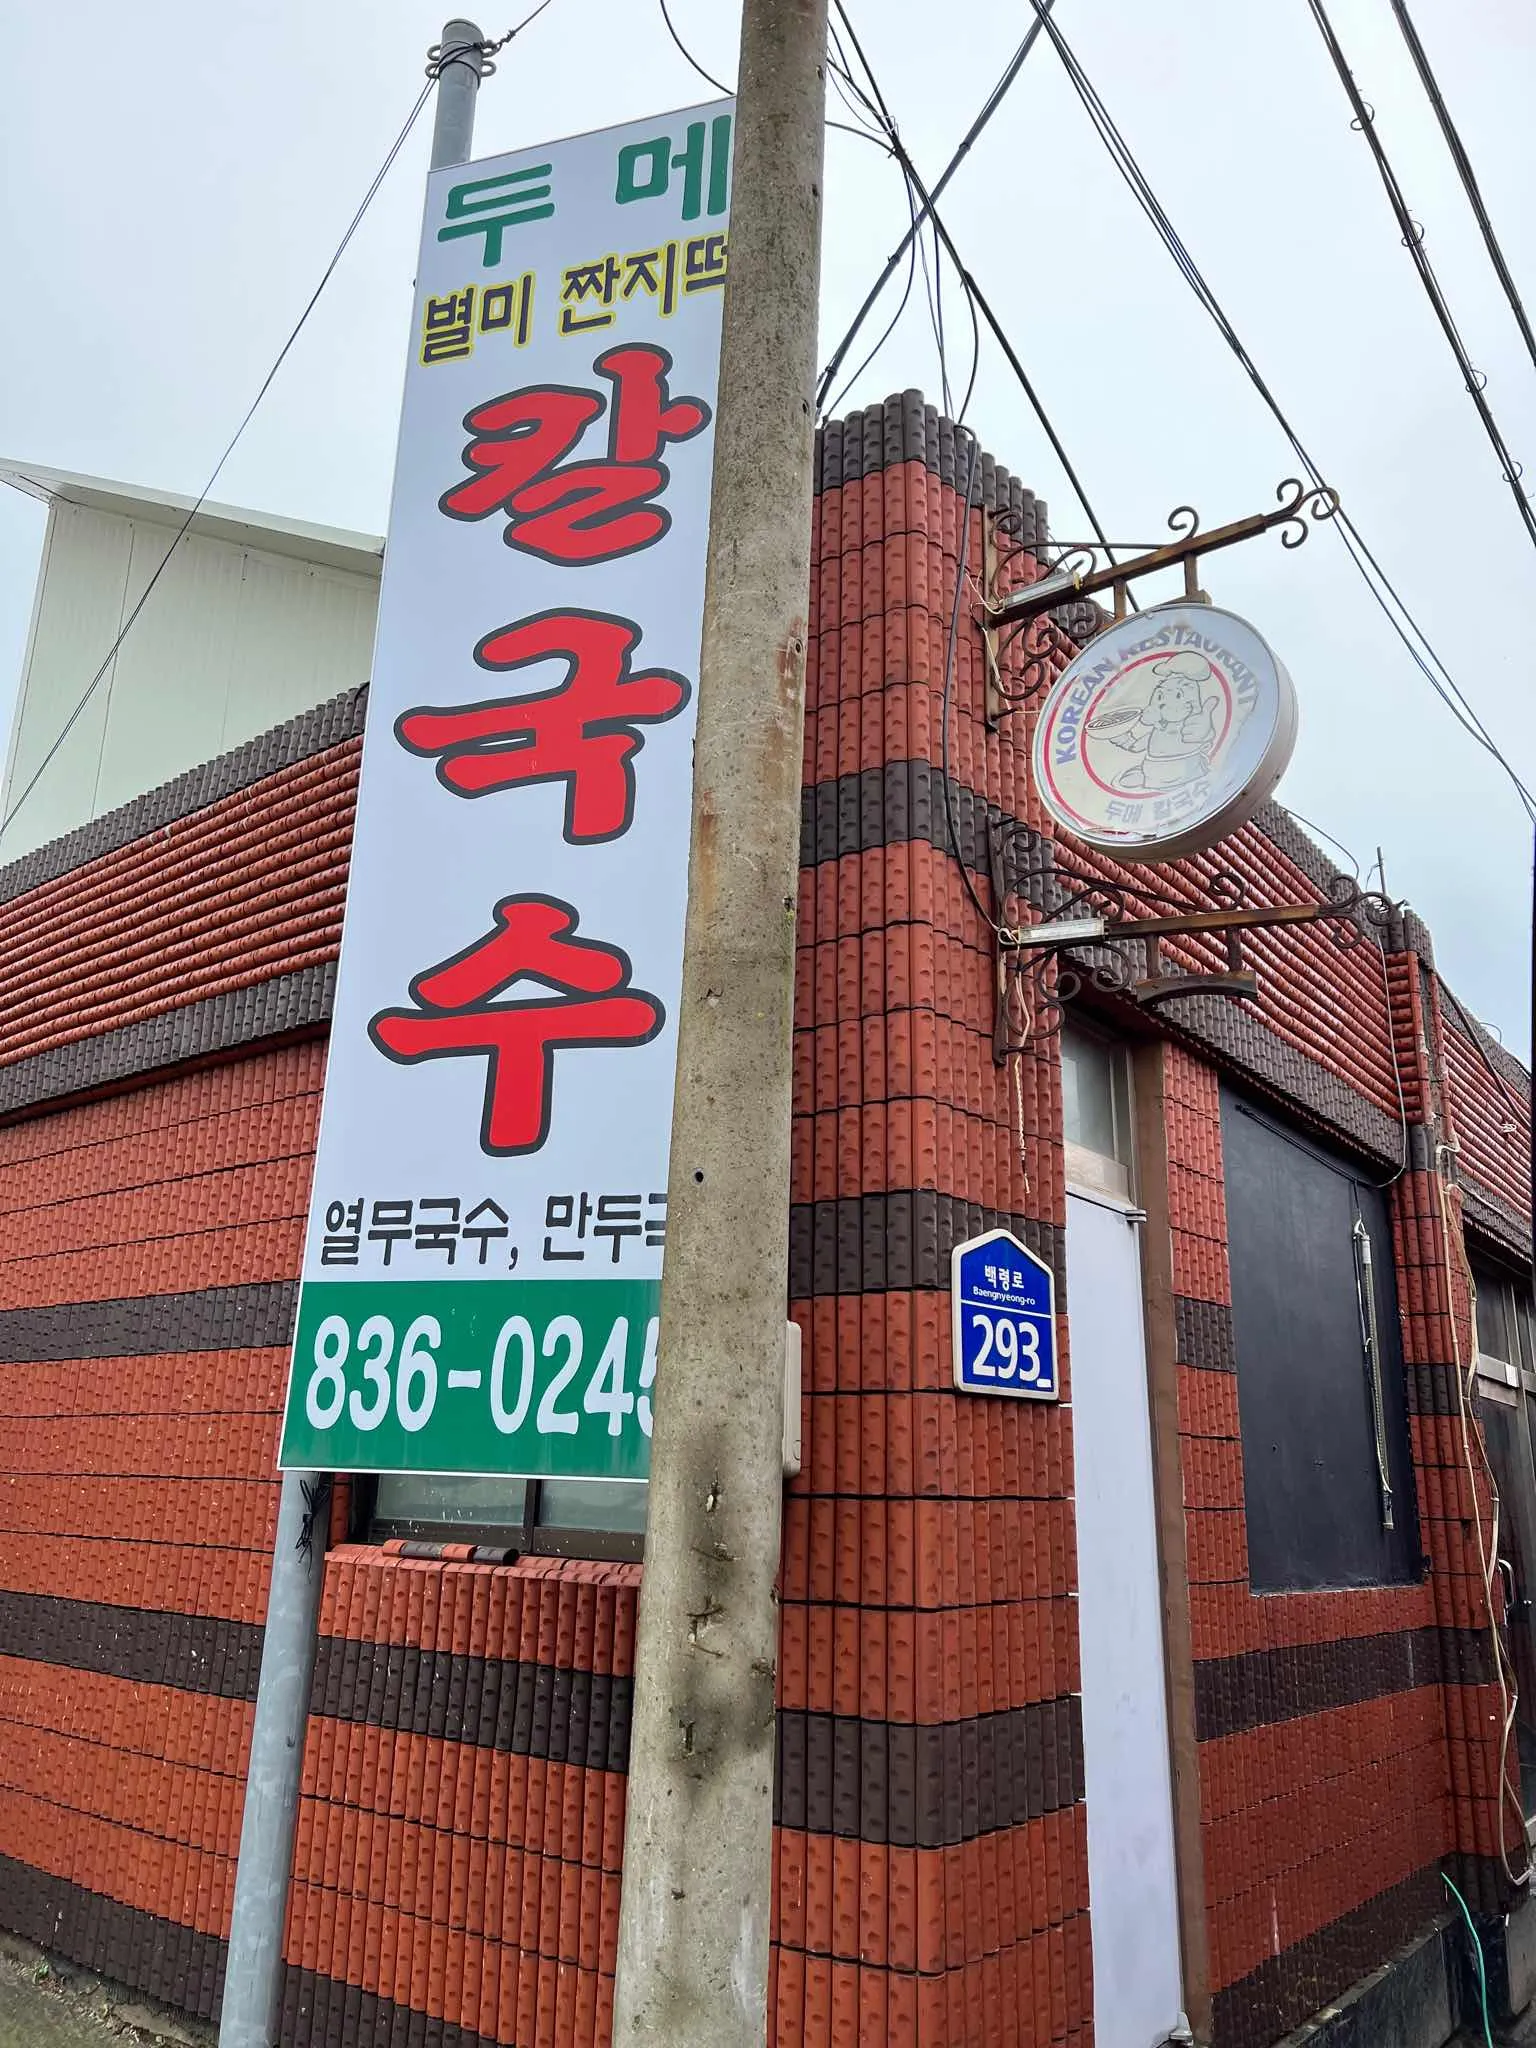 두메
별미 짠지떡
칼
국
수
열무국수, 만두국
836-0245
KOREAN RESTAURANT
두메 칼국수
백령로
Baengnyeong-ro
293